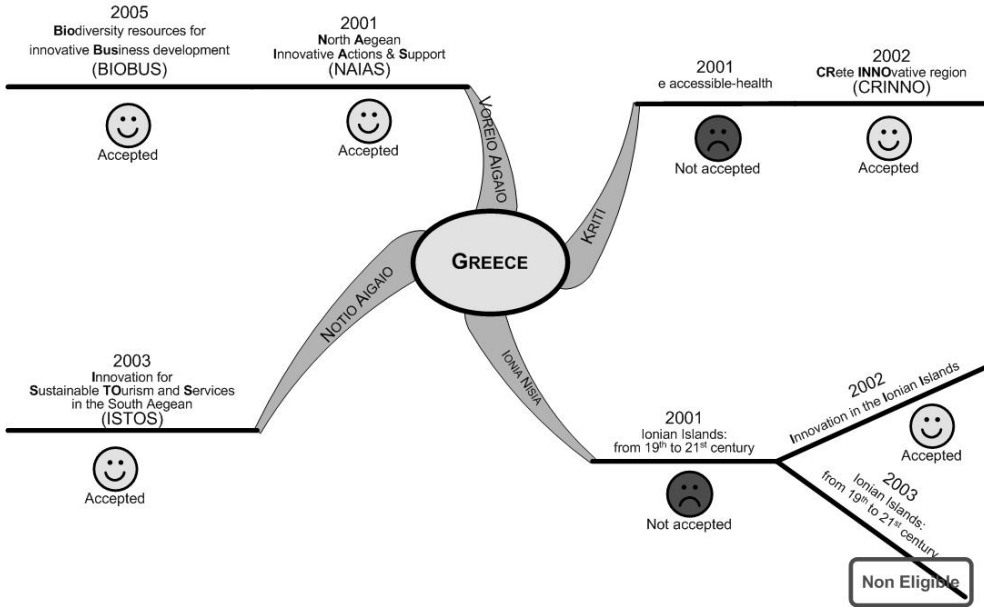 2005
Biodiversity resources for
innovative Business development
(BIOBUS)
Accepted
2001
North Aegean
Innovative Actions & Support
(NAIAS)
Accepted
VOREIO AIGAIO
2001
e accessible-health
Not accepted
2002
CRete INNOvative region
(CRINNO)
Accepted
KRITI
GREECE
NOTIO AIGAIO
2003
Innovation for
Sustainable TOurism and Services
in the South Aegean
(ISTOS)
Accepted
IONIA NISIA
2001
Ionian Islands:
from 19th to 21st century
Not accepted
2002
Innovation in the Ionian Islands
Accepted
2003
Ionian Islands:
from 19th to 21st century
Non Eligible